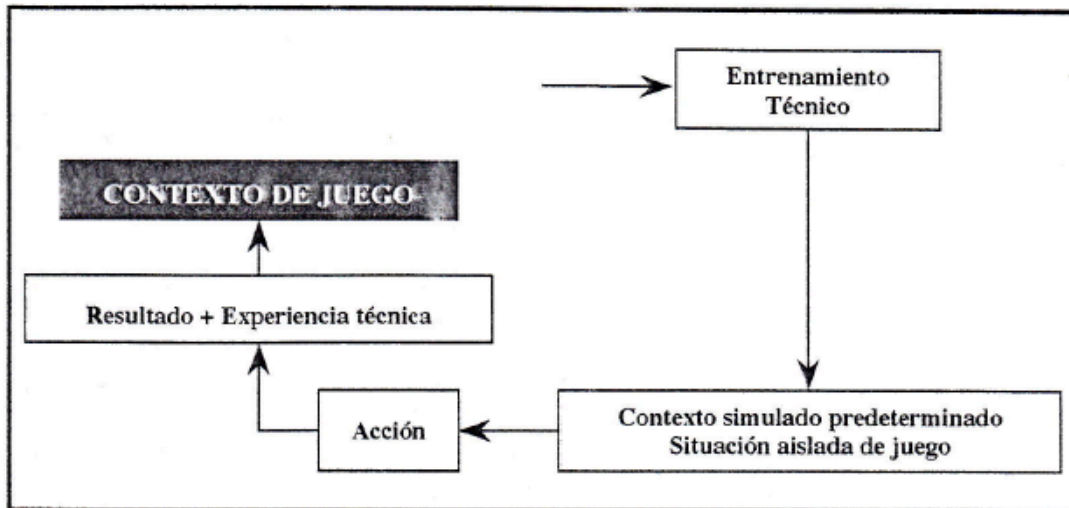 Entrenamiento
Técnico
CONTEXTO DE JUEGO
Resultado + Experiencia técnica
Acción
Contexto simulado predeterminado
Situación aislada de juego